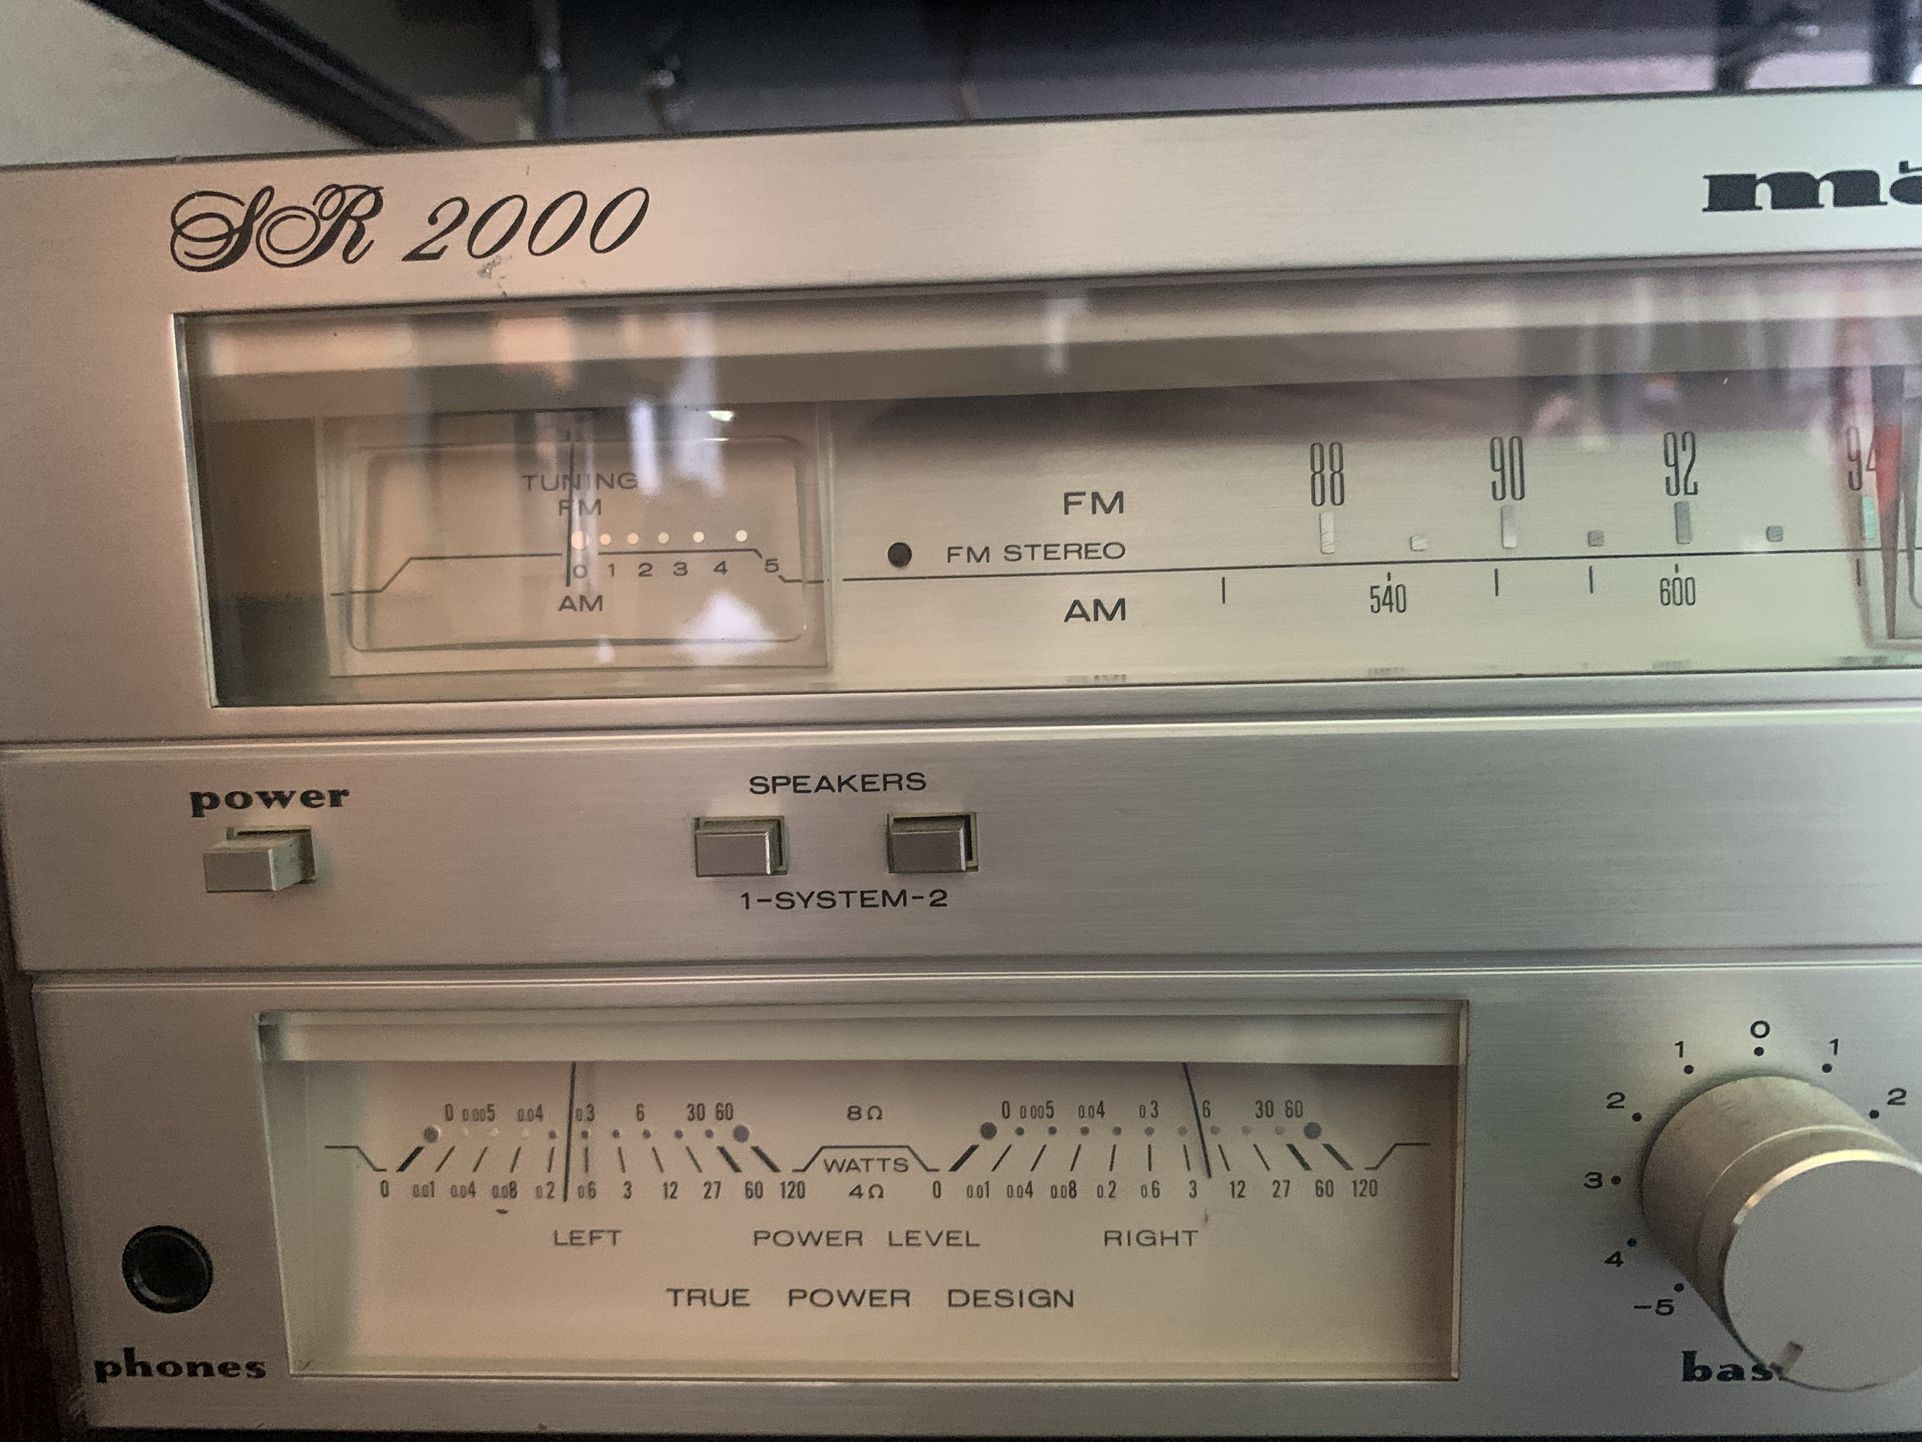 SR 2000
ma
TUNING
FM
0 1 2 3 4 5
AM
FM 88 90 92 94
FM STEREO
AM 540 600
power
SPEAKERS
1-SYSTEM-2
0 0.005 0.04 0.3 6 30 60 8Ω 0 0.005 0.04 0.3 6 30 60
WATTS
0 0.01 0.04 0.08 0.2 0.6 3 12 27 60 120 4Ω 0 0.01 0.04 0.08 0.2 0.6 3 12 27 60 120
LEFT POWER LEVEL RIGHT
TRUE POWER DESIGN
phones
0
1 1
2 2
3
4
-5
bas